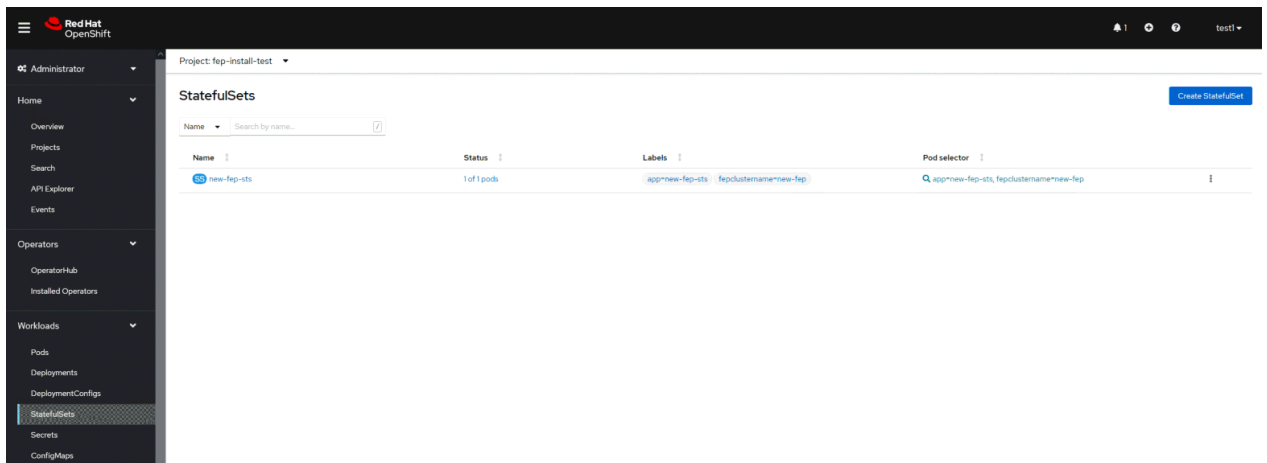 Red Hat
OpenShift
1
test1
Administrator
Project: fep-install-test
Home
StatefulSets
Create StatefulSet
Overview
Name
Search by name...
/
Projects
Name
Status
Labels
Pod selector
Search
SS new-fep-sts
1 of 1 pods
app=new-fep-sts
fepclustername=new-fep
app=new-fep-sts, fepclustername=new-fep
API Explorer
Events
Operators
OperatorHub
Installed Operators
Workloads
Pods
Deployments
DeploymentConfigs
StatefulSets
Secrets
ConfigMaps